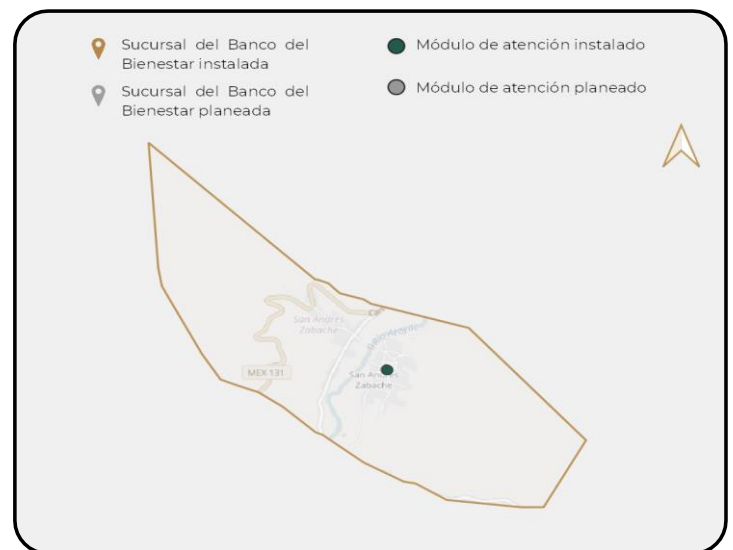 Sucursal del Banco del
Bienestar instalada
Sucursal del Banco del
Bienestar planeada
Módulo de atención instalado
Módulo de atención planeado
San Andrés
Zabache
MEX 131
San Andrés
Zabache